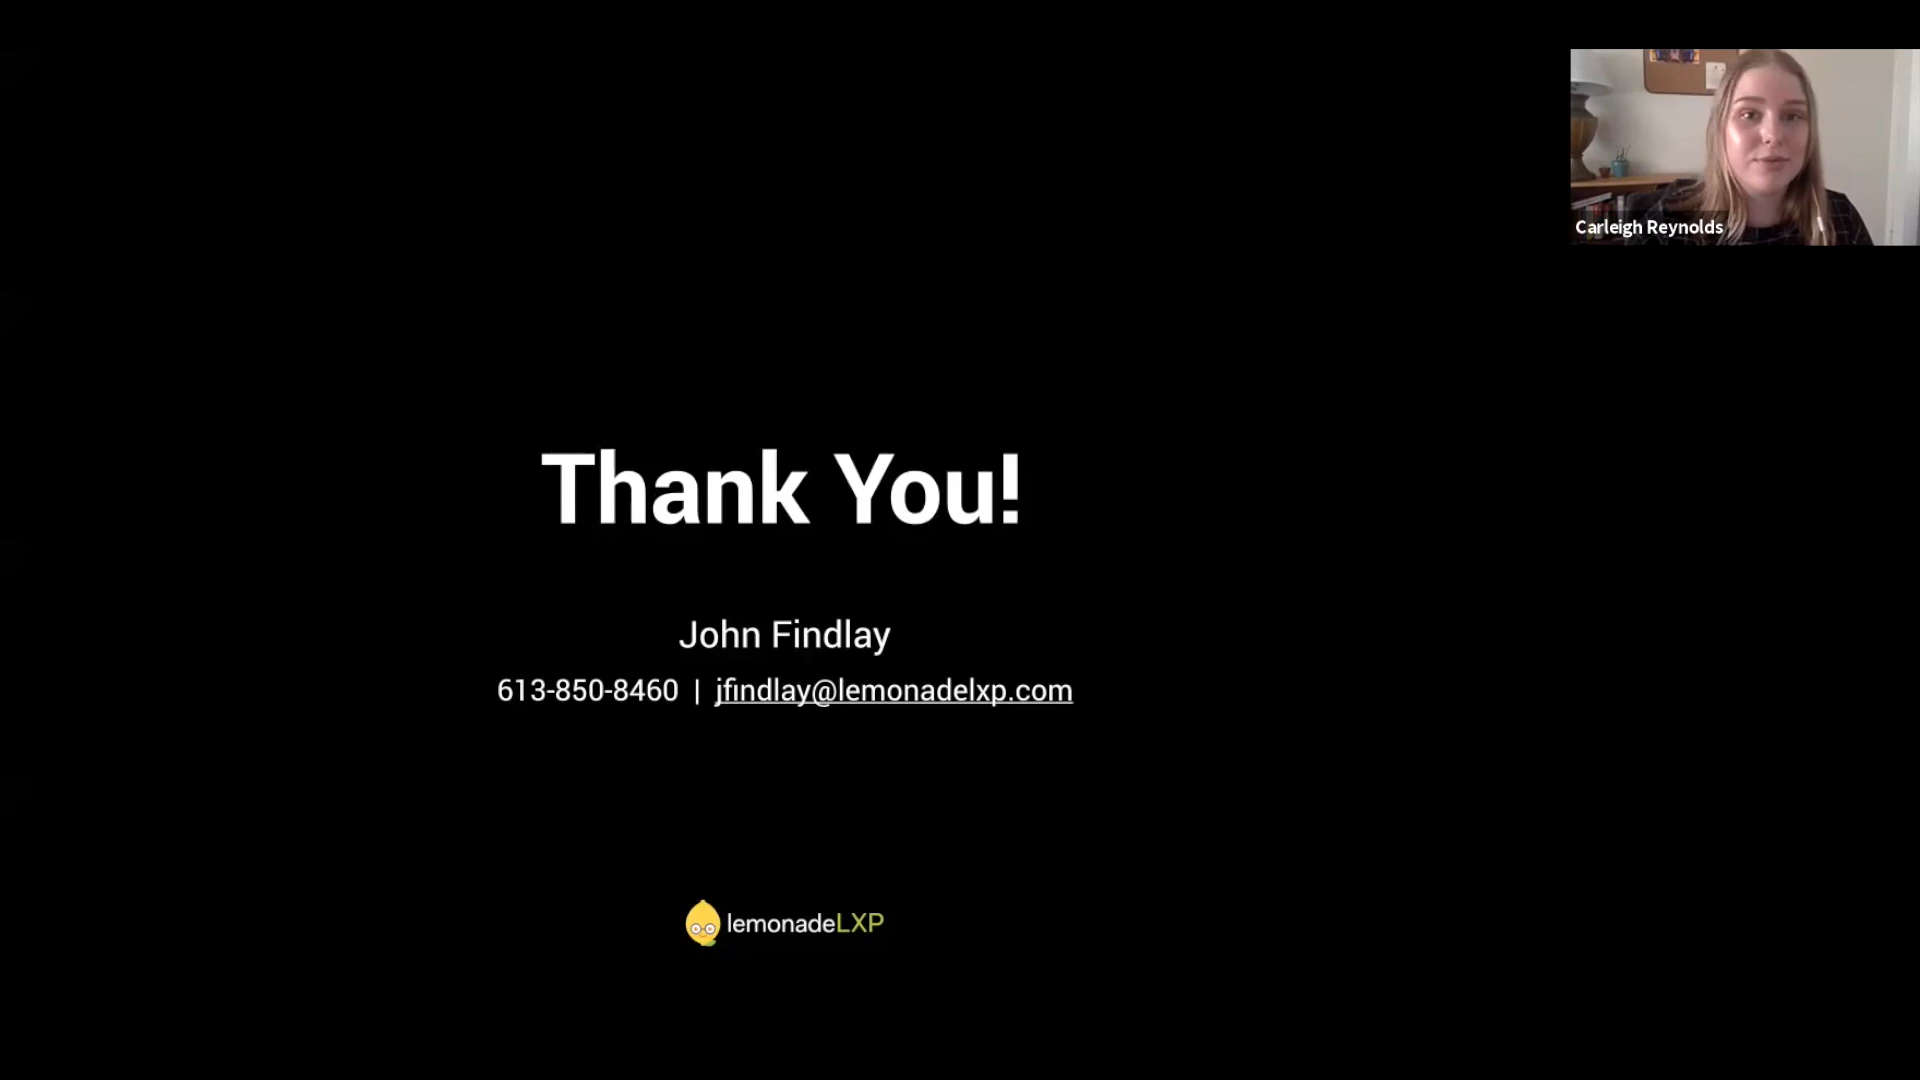 Carleigh Reynolds
Thank You!
John Findlay
613-850-8460 | jfindlay@lemonadelxp.com
lemonadeLXP